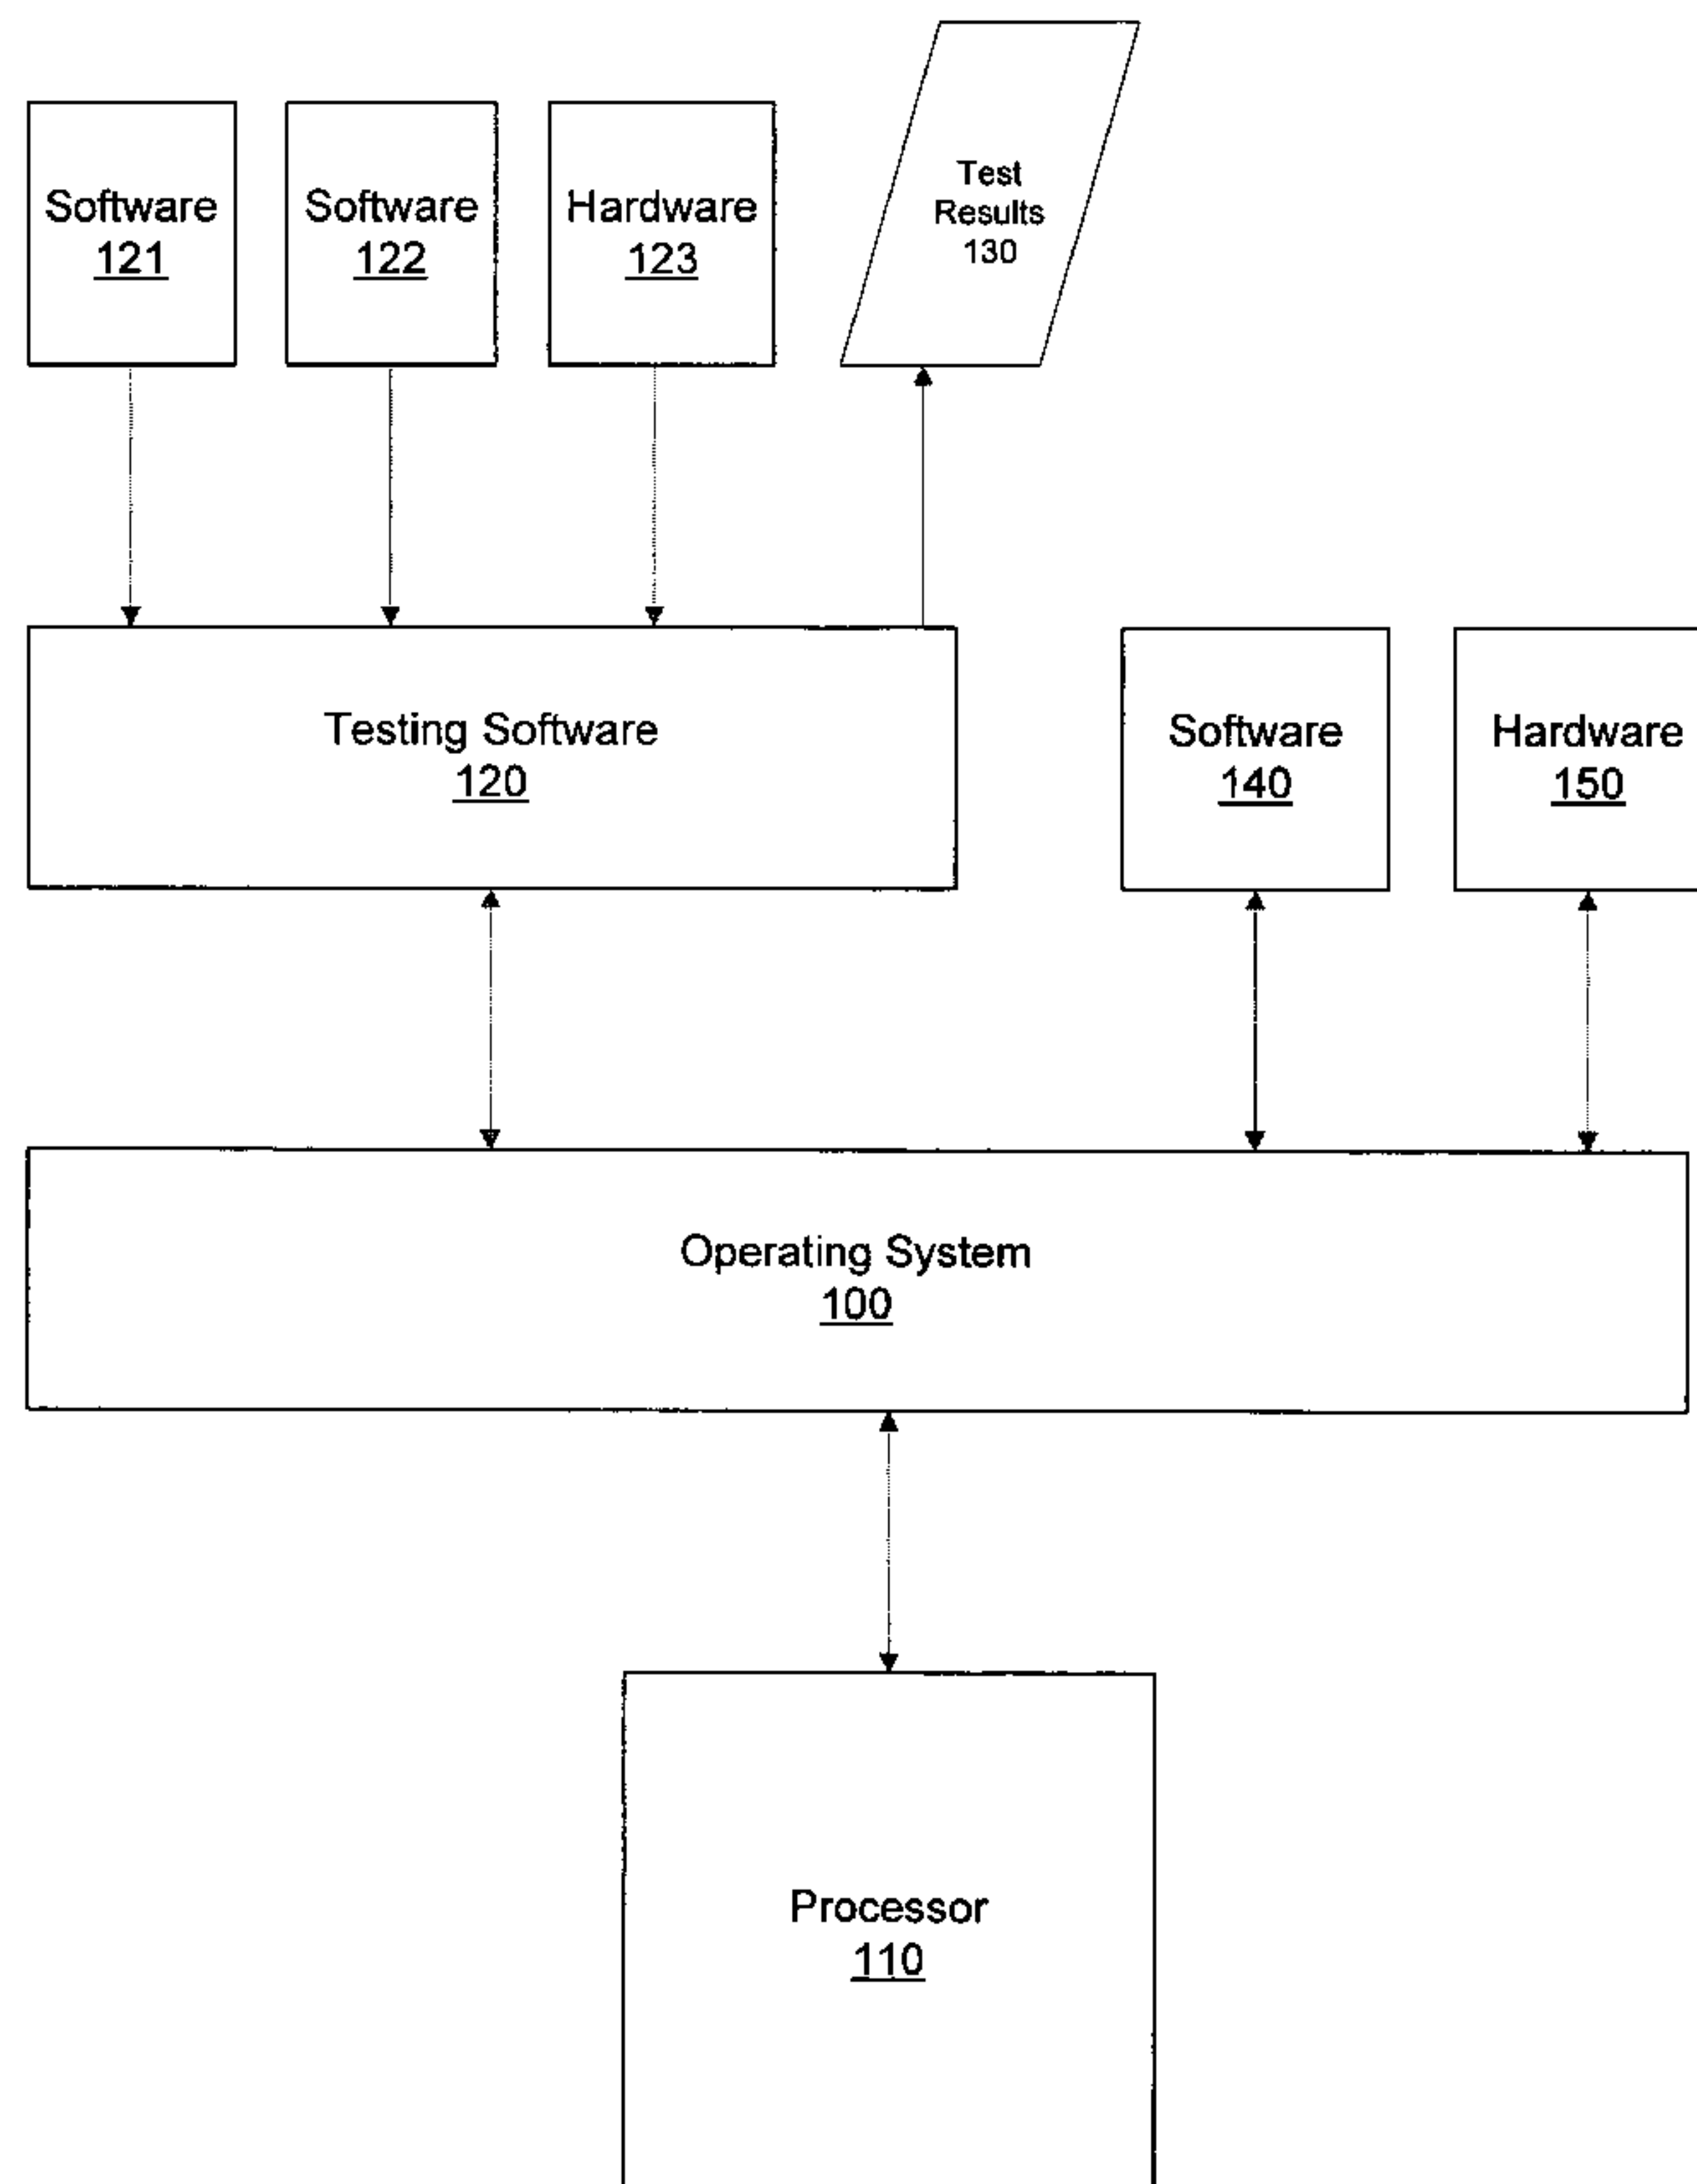 Test
Results
130
Software
121
Software
122
Hardware
123
Testing Software
120
Software
140
Hardware
150
Operating System
100
Processor
110